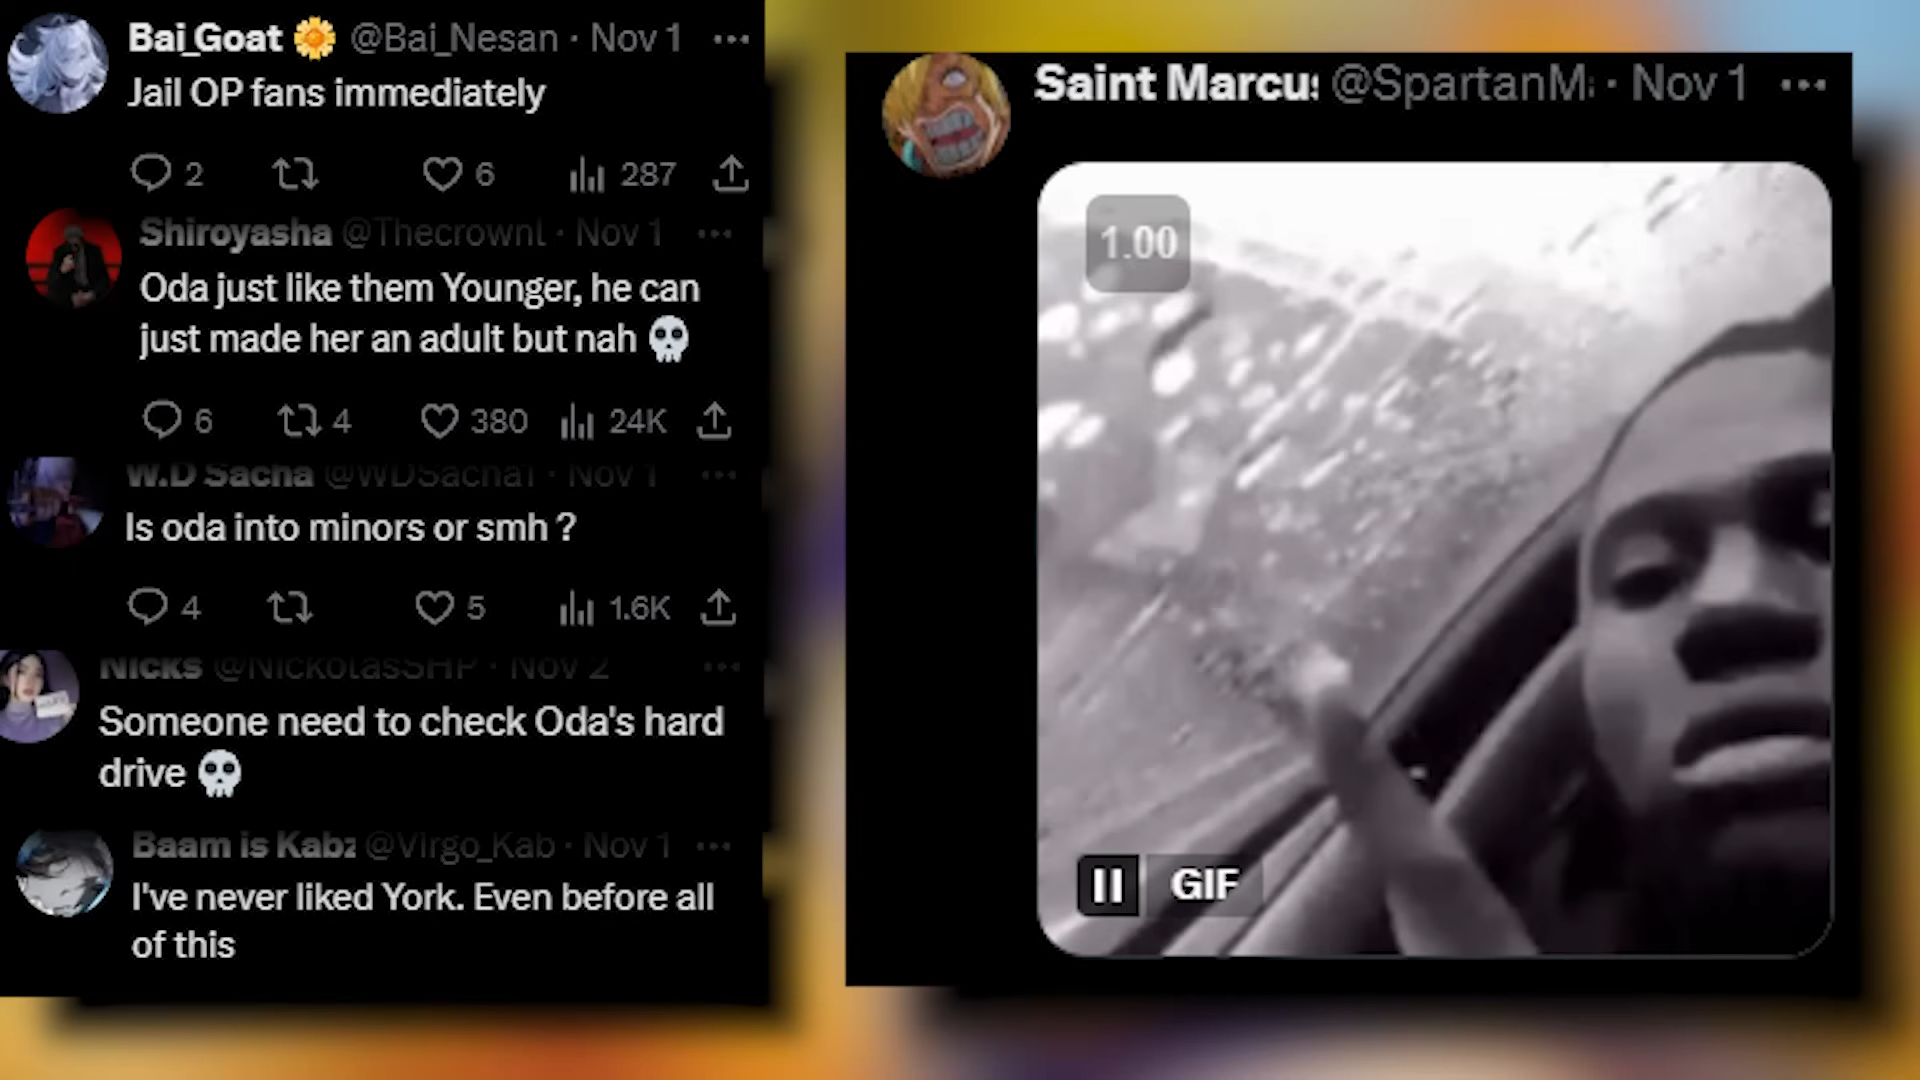 Bai_Goat 🌼 @Bai_Nesan · Nov 1 ···
Jail OP fans immediately
2 6 287
Shiroyasha @Thecrownl · Nov 1 ···
Oda just like them Younger, he can
just made her an adult but nah 💀
6 4 380 24K
W.D Sacha @WDSacha1 · Nov 1 ···
Is oda into minors or smh ?
4 5 1.6K
Nicks @NickolasSHP · Nov 2 ···
Someone need to check Oda's hard
drive 💀
Baam is Kabz @Virgo_Kab · Nov 1 ···
I've never liked York. Even before all
of this
Saint Marcus @SpartanM · Nov 1 ···
1.00
GIF